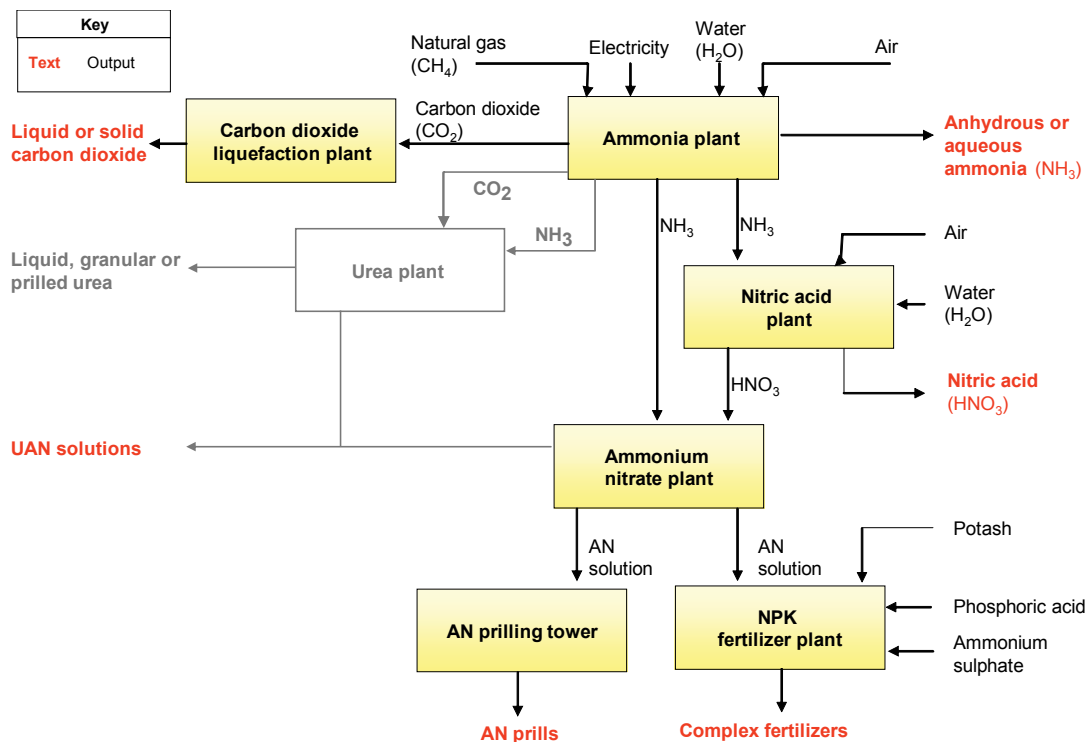 Key
Text Output
Natural gas
(CH₄)
Electricity
Water
(H₂O)
Air
Liquid or solid
carbon dioxide
Carbon dioxide
liquefaction plant
Carbon dioxide
(CO₂)
Ammonia plant
Anhydrous or
aqueous
ammonia (NH₃)
CO₂
NH₃
NH₃
NH₃
Air
Liquid, granular or
prilled urea
Urea plant
Nitric acid
plant
Water
(H₂O)
HNO₃
Nitric acid
(HNO₃)
UAN solutions
Ammonium
nitrate plant
AN
solution
AN
solution
Potash
AN prilling tower
NPK
fertilizer plant
Phosphoric acid
Ammonium
sulphate
AN prills
Complex fertilizers